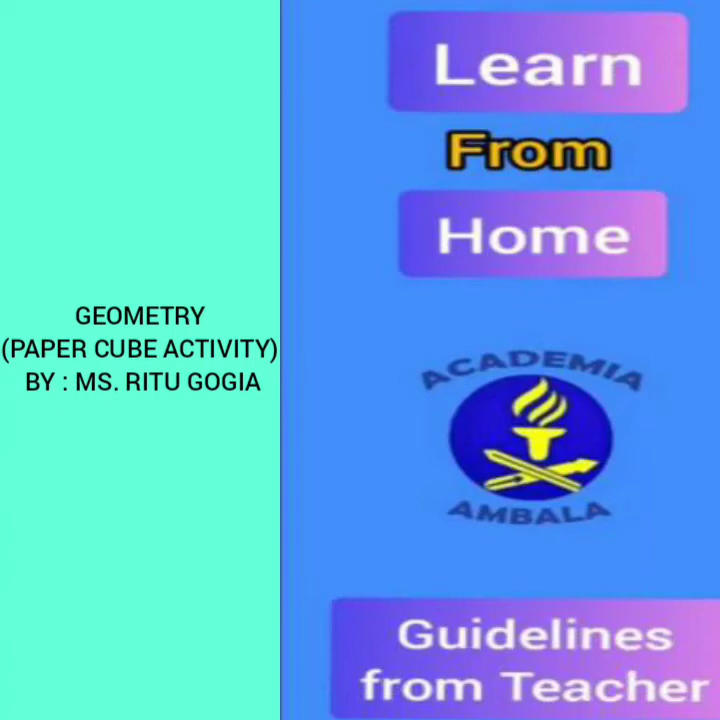 GEOMETRY
(PAPER CUBE ACTIVITY)
BY : MS. RITU GOGIA
Learn
From
Home
ACADEMIA
AMBALA
Guidelines
from Teacher